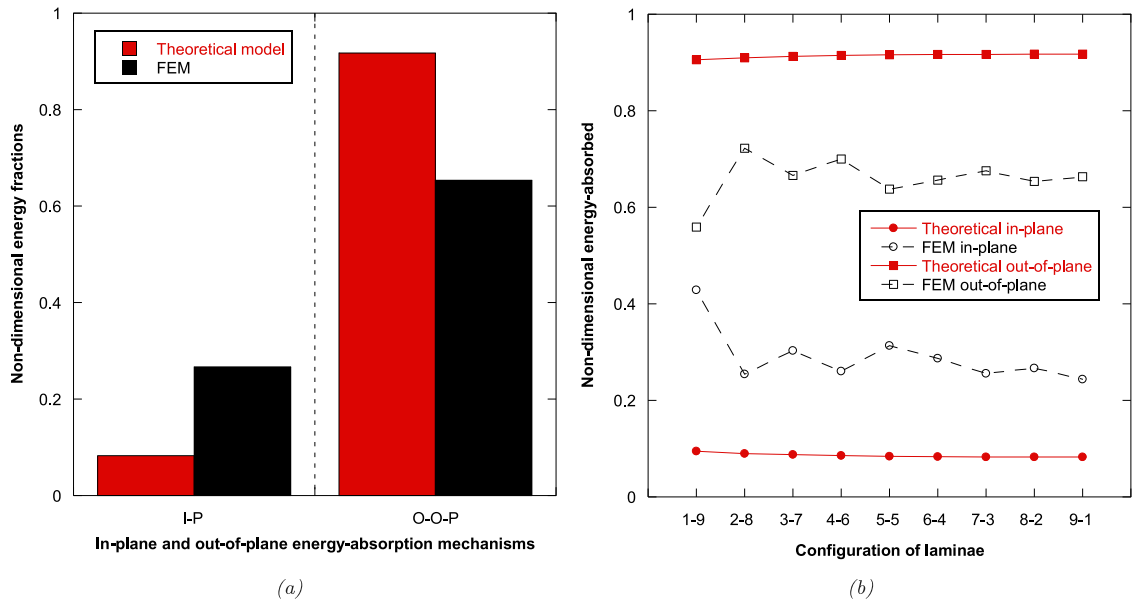 Non-dimensional energy fractions
1
0.8
0.6
0.4
0.2
0
Theoretical model
FEM
I-P
O-O-P
In-plane and out-of-plane energy-absorption mechanisms
(a)
Non-dimensional energy-absorbed
1
0.8
0.6
0.4
0.2
0
Theoretical in-plane
FEM in-plane
Theoretical out-of-plane
FEM out-of-plane
1-9 2-8 3-7 4-6 5-5 6-4 7-3 8-2 9-1
Configuration of laminae
(b)